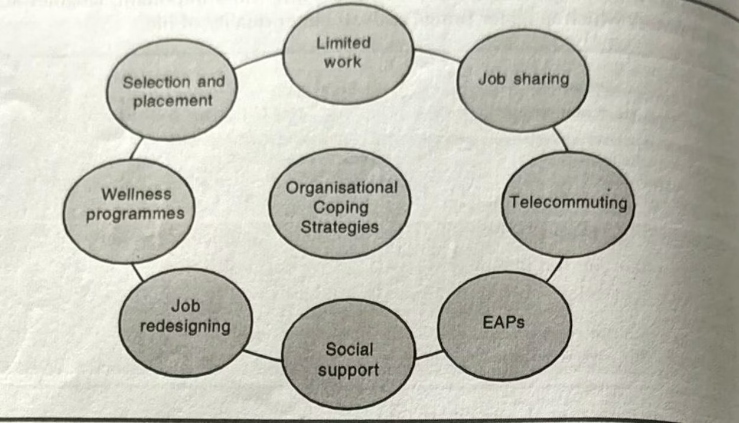 Limited
work
Job sharing
Telecommuting
EAPs
Social
support
Job
redesigning
Wellness
programmes
Selection and
placement
Organisational
Coping
Strategies